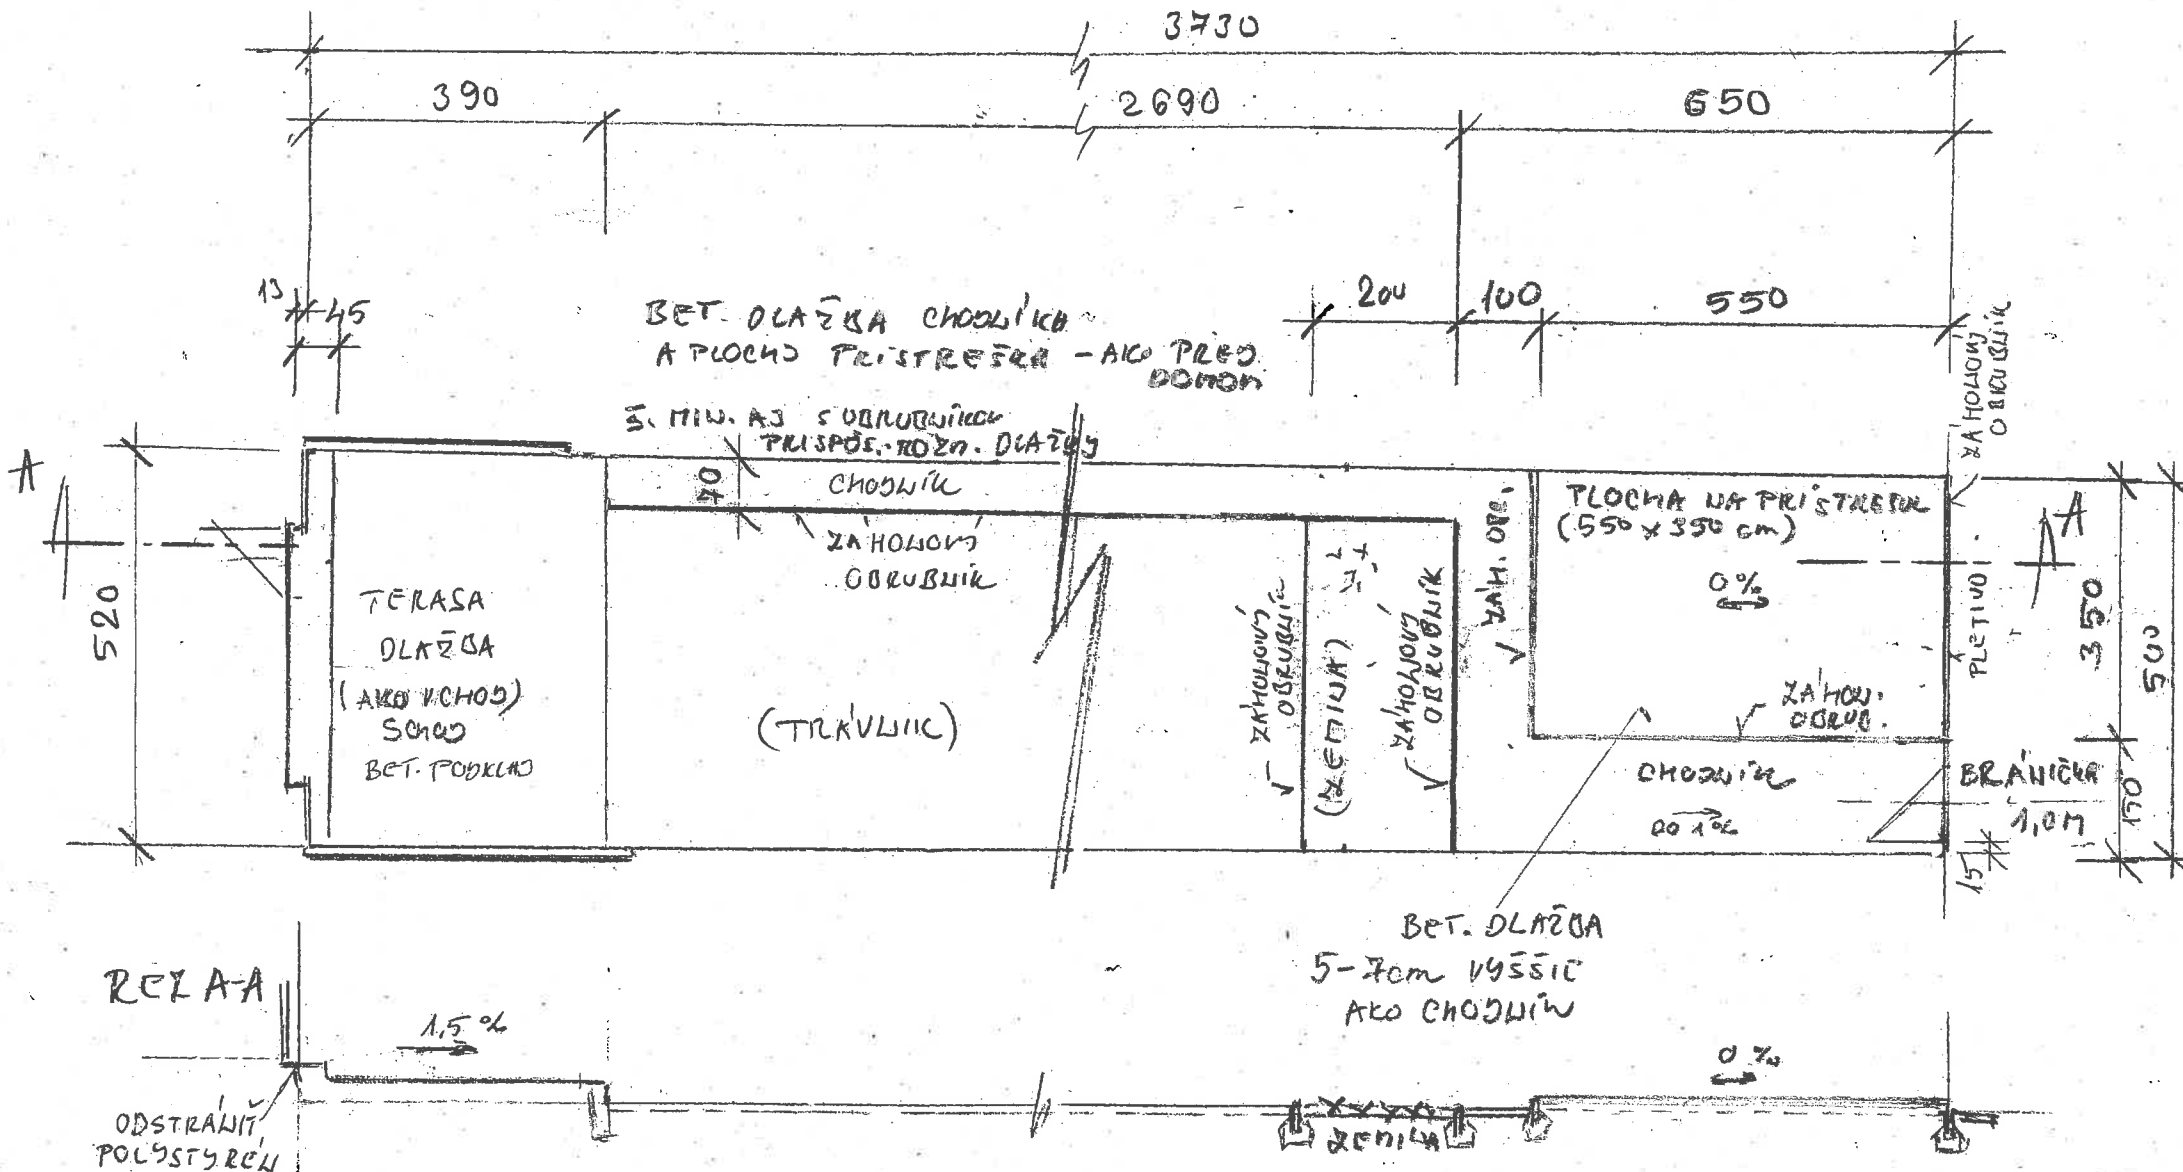 3730
390
2690
650
13
45
200
100
550
BET. DLAŽBA CHODNÍKA
A PLOCHY PRÍSTREŠKA - AKO PRED
DOMOM
ZÁHONOVÝ
OBRUBNÍK
Š. MIN. AJ S OBRUBNÍKOM
PRISPÔS. ROZM. DLAŽBY
A
CHODNÍK
70
ZÁHONOVÝ
OBRUBNÍK
ZÁH. OBR.
PLOCHA NA PRÍSTREŠOK
(550 x 350 cm)
A
0%
520
TERASA
DLAŽBA
(AKO VCHOD)
SCHOD
BET. PODKLAD
(TRÁVNIK)
ZÁHONOVÝ
OBRUBNÍK
(ZEMINA)
ZÁHONOVÝ
OBRUBNÍK
PLETIVO
350
500
ZÁHON.
OBRUB.
CHODNÍK
DO 1%
BRÁNIČKA
1,0M
150
15
BET. DLAŽBA
5-7cm VYŠŠIE
AKO CHODNÍK
REZ A-A
1,5%
0%
ODSTRÁNIŤ
POLYSTYRÉN
ZEMINA